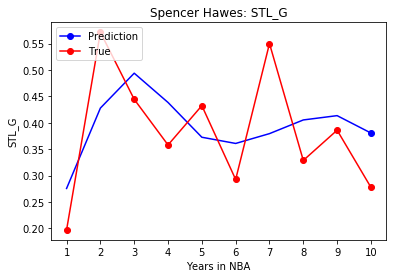 Spencer Hawes: STL_G
Prediction
True
0.55
0.50
0.45
0.40
0.35
0.30
0.25
0.20
STL_G
1 2 3 4 5 6 7 8 9 10
Years in NBA